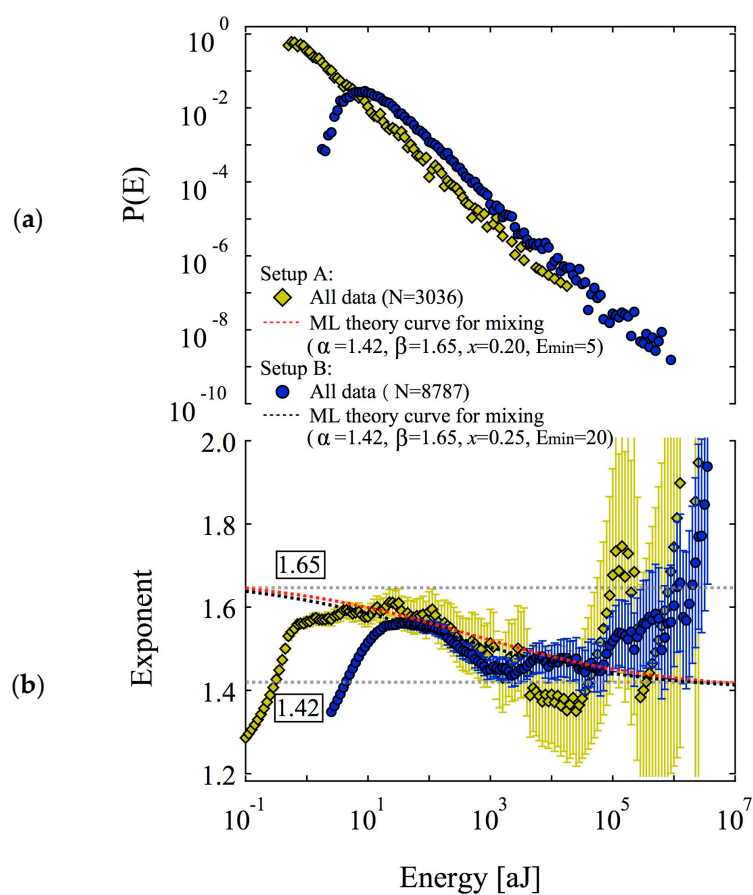 (a)
P(E)
10^0
10^-2
10^-4
10^-6
10^-8
10^-10
Setup A:
All data (N=3036)
ML theory curve for mixing
( α=1.42, β=1.65, x=0.20, Emin=5)
Setup B:
All data ( N=8787)
ML theory curve for mixing
( α=1.42, β=1.65, x=0.25, Emin=20)
(b)
Exponent
2.0
1.8
1.6
1.4
1.2
1.65
1.42
10^-1 10^1 10^3 10^5 10^7
Energy [aJ]